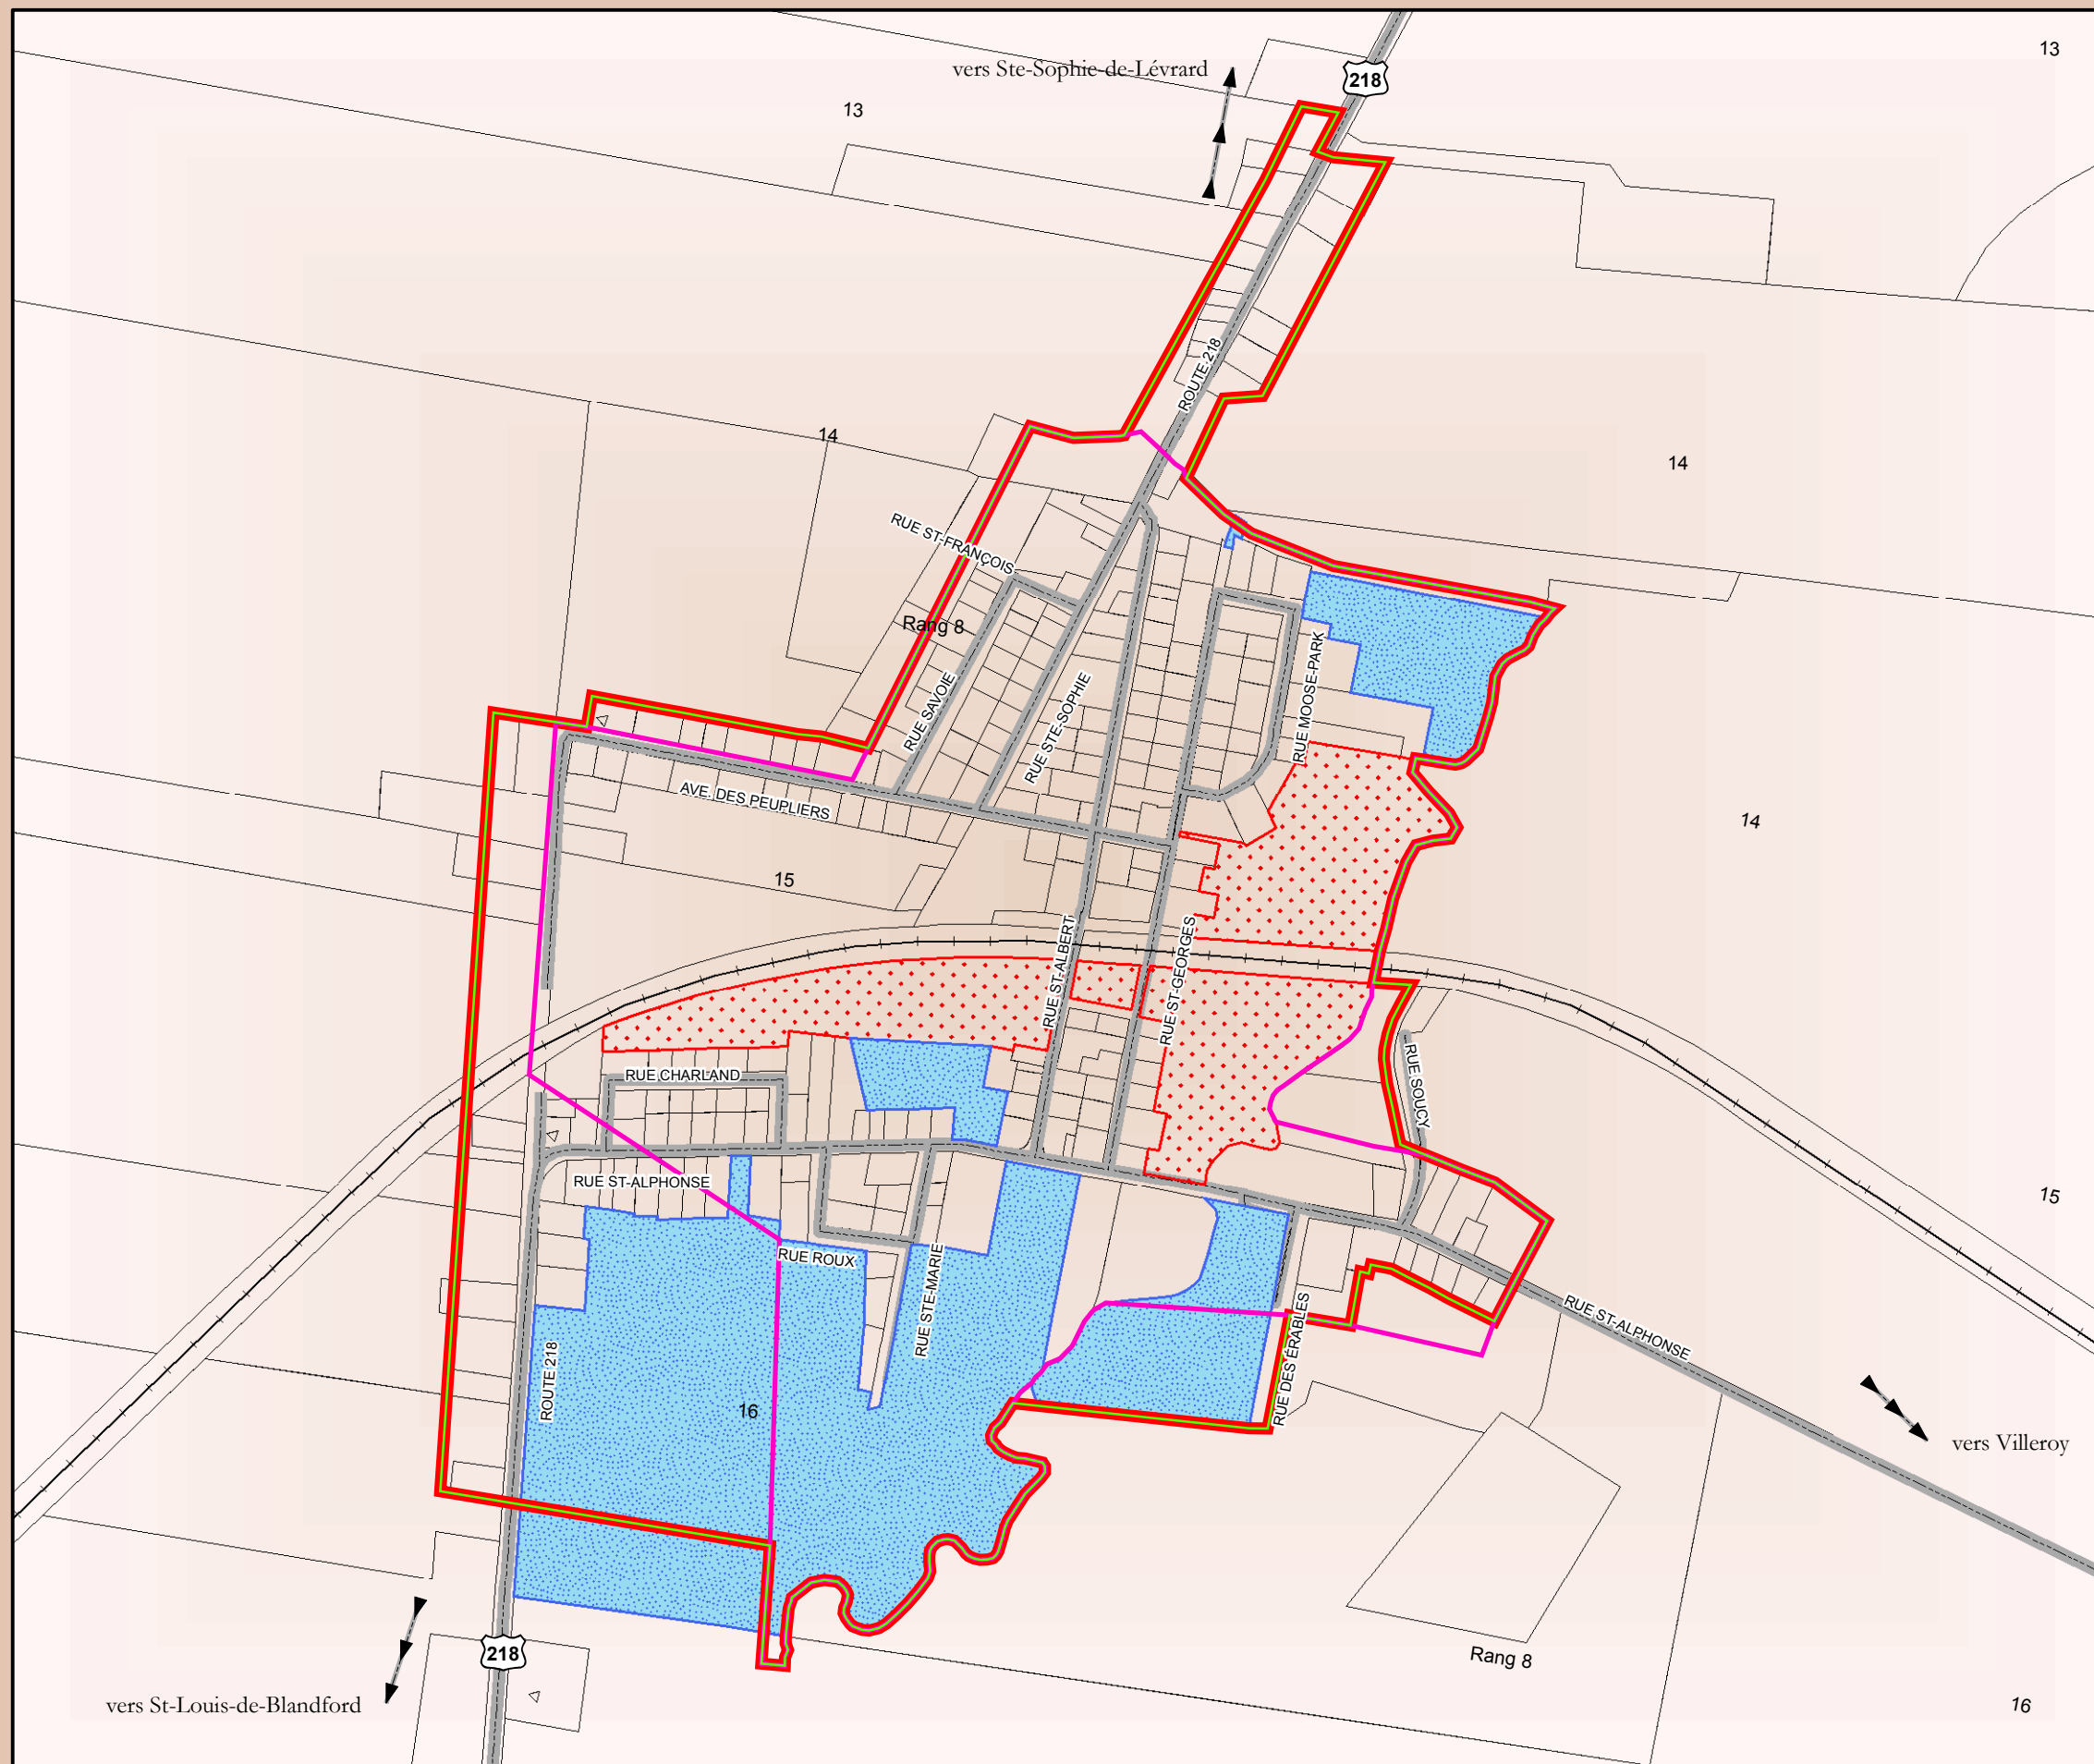 13
vers Ste-Sophie-de-Lévrard
218
13
14
ROUTE 218
14
RUE ST-FRANÇOIS
Rang 8
RUE SAVOIE
RUE STE-SOPHIE
RUE MOOSE-PARK
AVE. DES PEUPLIERS
14
15
RUE ST-ALBERT
RUE ST-GEORGES
RUE CHARLAND
RUE SOUCY
RUE ST-ALPHONSE
15
RUE ROUX
RUE STE-MARIE
RUE DES ÉRABLES
RUE ST-ALPHONSE
ROUTE 218
16
vers Villeroy
218
Rang 8
vers St-Louis-de-Blandford
16